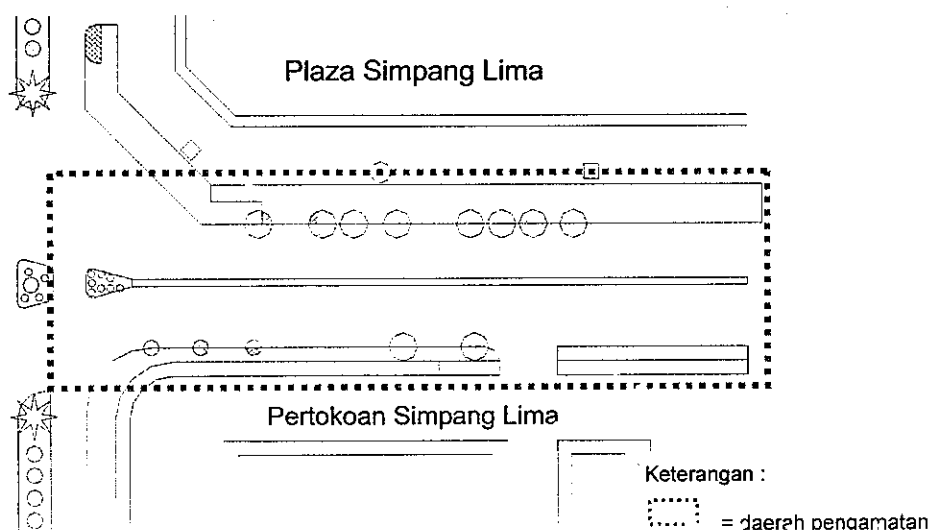 Plaza Simpang Lima
Pertokoan Simpang Lima
Keterangan :
= daerah pengamatan